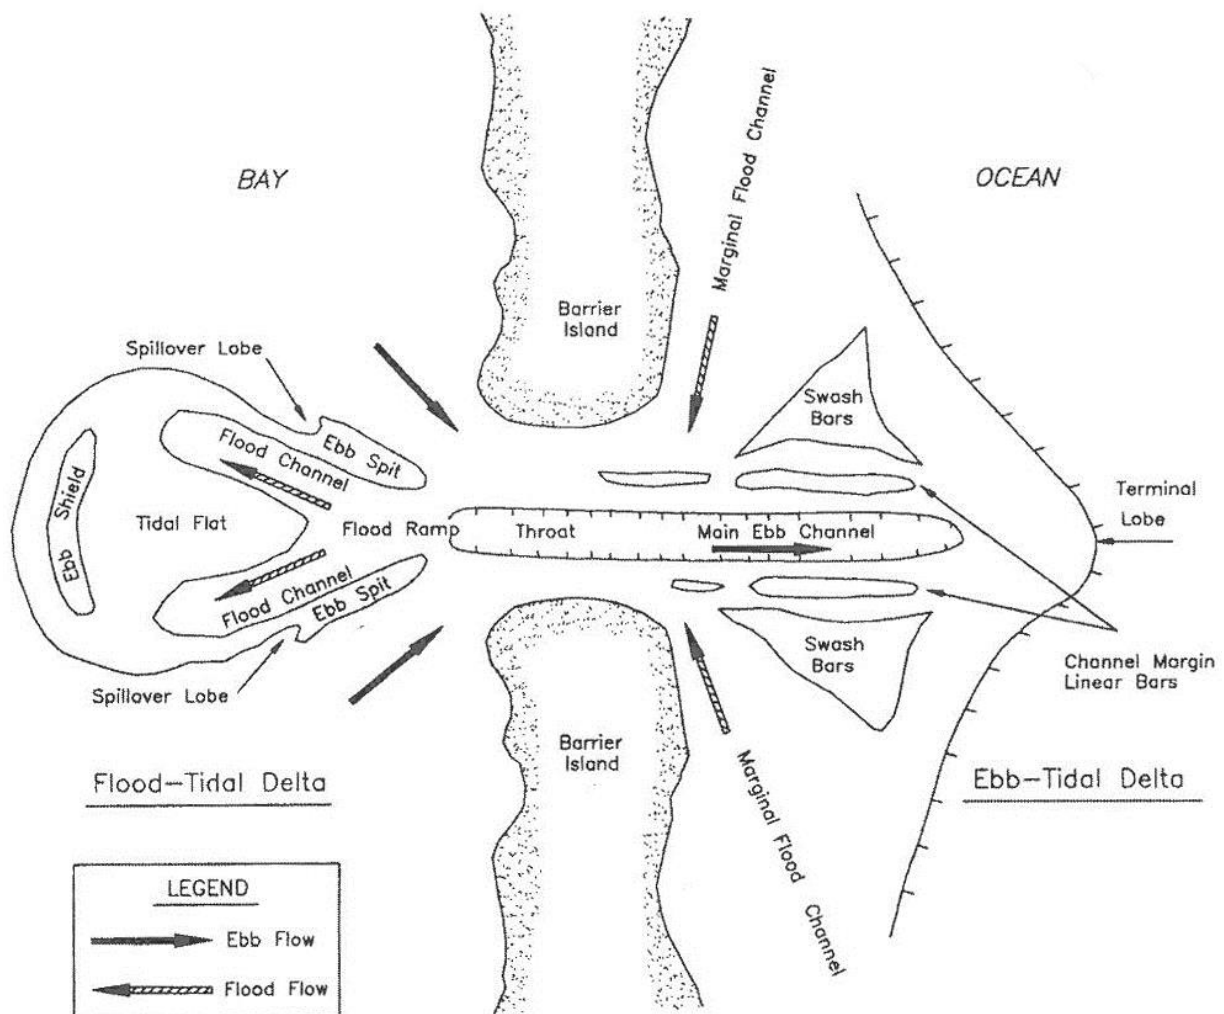 BAY
OCEAN
Marginal Flood Channel
Barrier
Island
Spillover Lobe
Swash
Bars
Flood Channel
Ebb Spit
Ebb Shield
Tidal Flat
Flood Ramp
Throat
Main Ebb Channel
Terminal
Lobe
Flood Channel
Ebb Spit
Swash
Bars
Channel Margin
Linear Bars
Spillover Lobe
Barrier
Island
Marginal Flood Channel
Flood-Tidal Delta
Ebb-Tidal Delta
LEGEND
Ebb Flow
Flood Flow